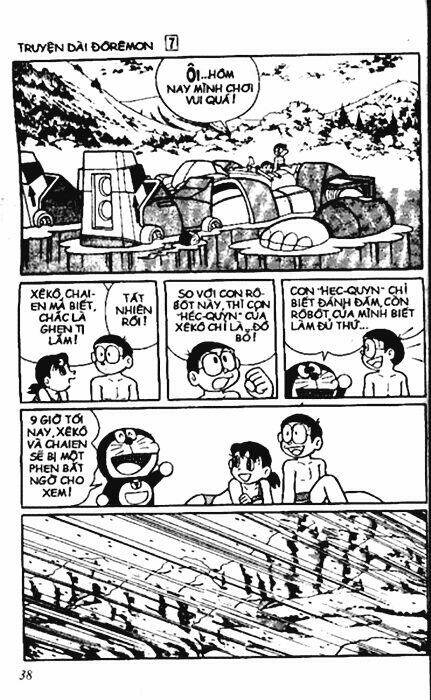 TRUYỆN DÀI ĐÔRÊMON 7
ÔI...HÔM
NAY MÌNH CHƠI
VUI QUÁ!
XÊKÔ, CHAI-
EN MÀ BIẾT,
CHẮC LÀ
GHEN TỊ
LẮM!
TẤT
NHIÊN
RỒI!
SO VỚI CON RÔ-
BỐT NÀY, THÌ CON
"HÉC-QUYN" CỦA
XÊKÔ CHỈ LÀ...ĐỒ
BỎ!
CON "HEC-QUYN" CHỈ
BIẾT ĐÁNH ĐẤM, CÒN
RÔBỐT CỦA MÌNH BIẾT
LÀM ĐỦ THỨ...
9 GIỜ TỐI
NAY, XÊKÔ
VÀ CHAIEN
SẼ BỊ MỘT
PHEN BẤT
NGỜ CHO
XEM!
38